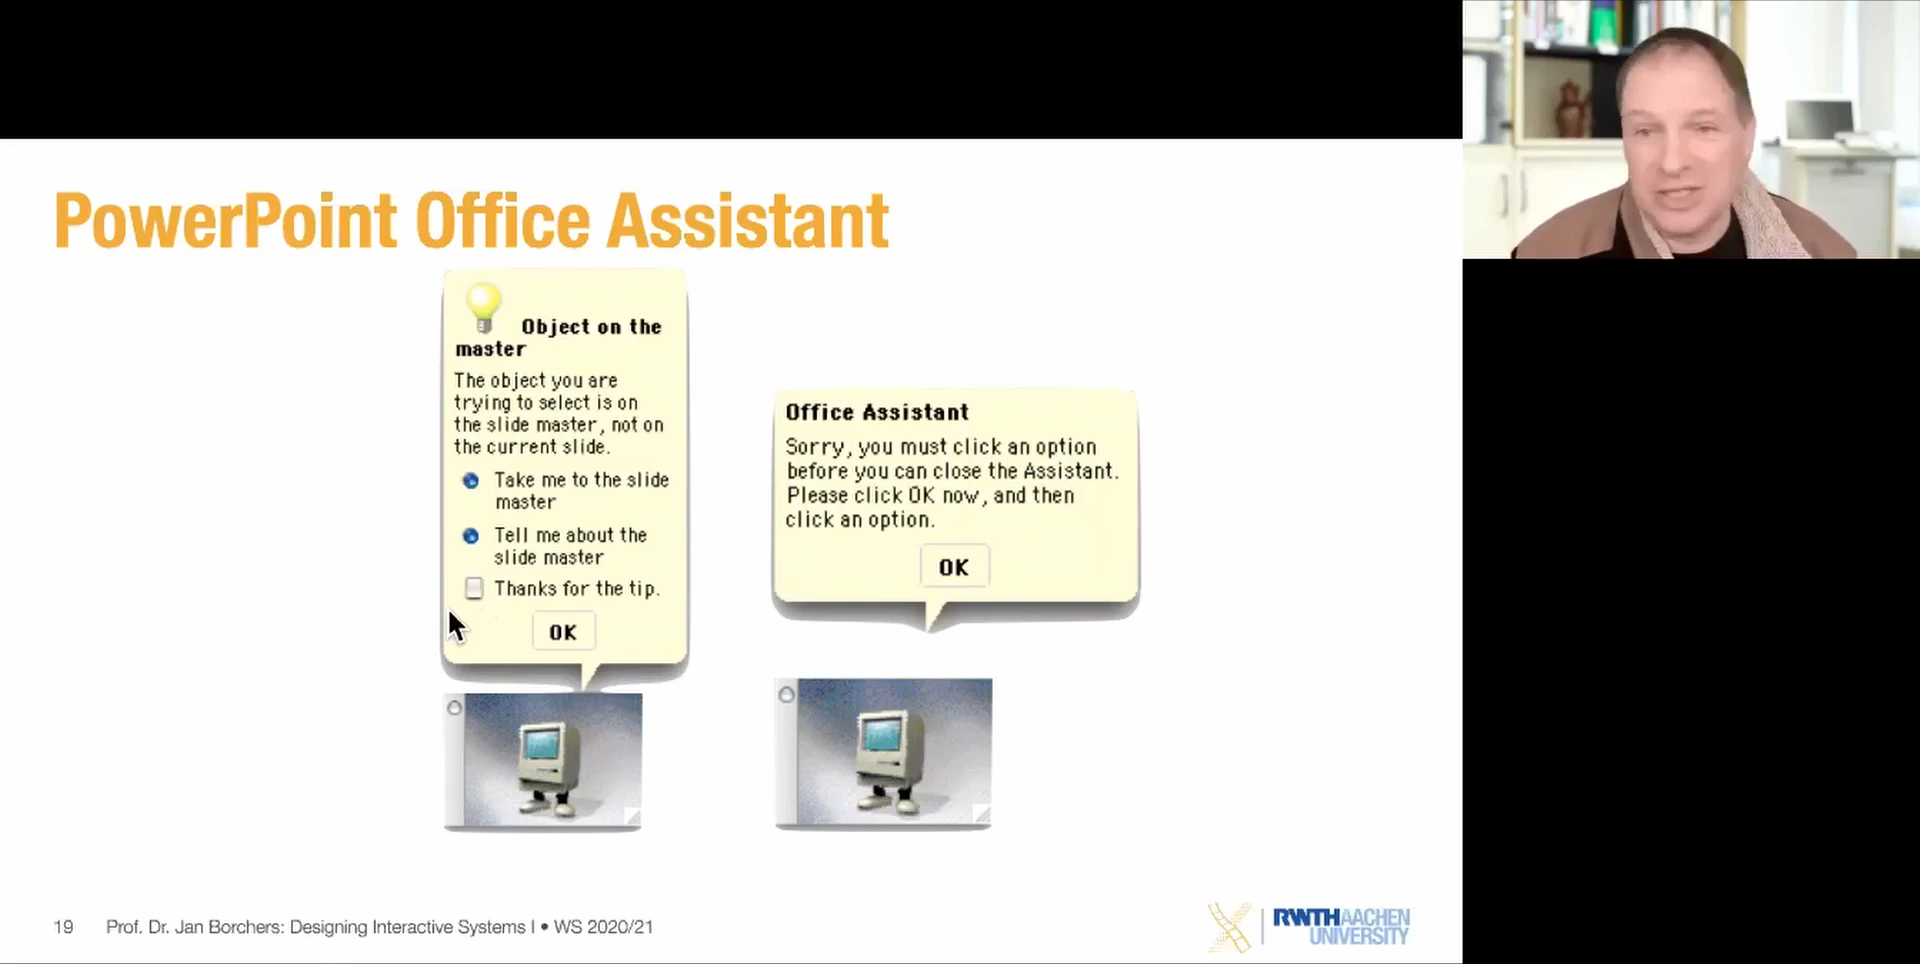 PowerPoint Office Assistant
Object on the
master
The object you are
trying to select is on
the slide master, not on
the current slide.
Take me to the slide
master
Tell me about the
slide master
Thanks for the tip.
OK
Office Assistant
Sorry, you must click an option
before you can close the Assistant.
Please click OK now, and then
click an option.
OK
19 Prof. Dr. Jan Borchers: Designing Interactive Systems I • WS 2020/21
RWTHAACHEN
UNIVERSITY